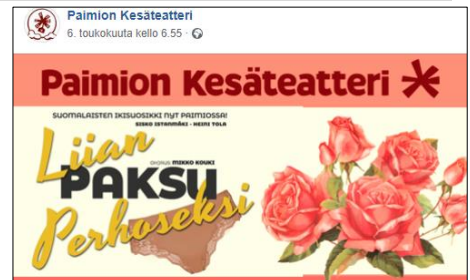 Paimion Kesäteatteri
6. toukokuuta kello 6.55 ·
Paimion Kesäteatteri
SUOMALAISTEN IKISUOSIKKI NYT PAIMIOSSA!
SISKO ISTANMÄKI - HEINI TOLA
Liian
OHJAUS MIKKO KOUKI
PAKSU
Perhoseksi